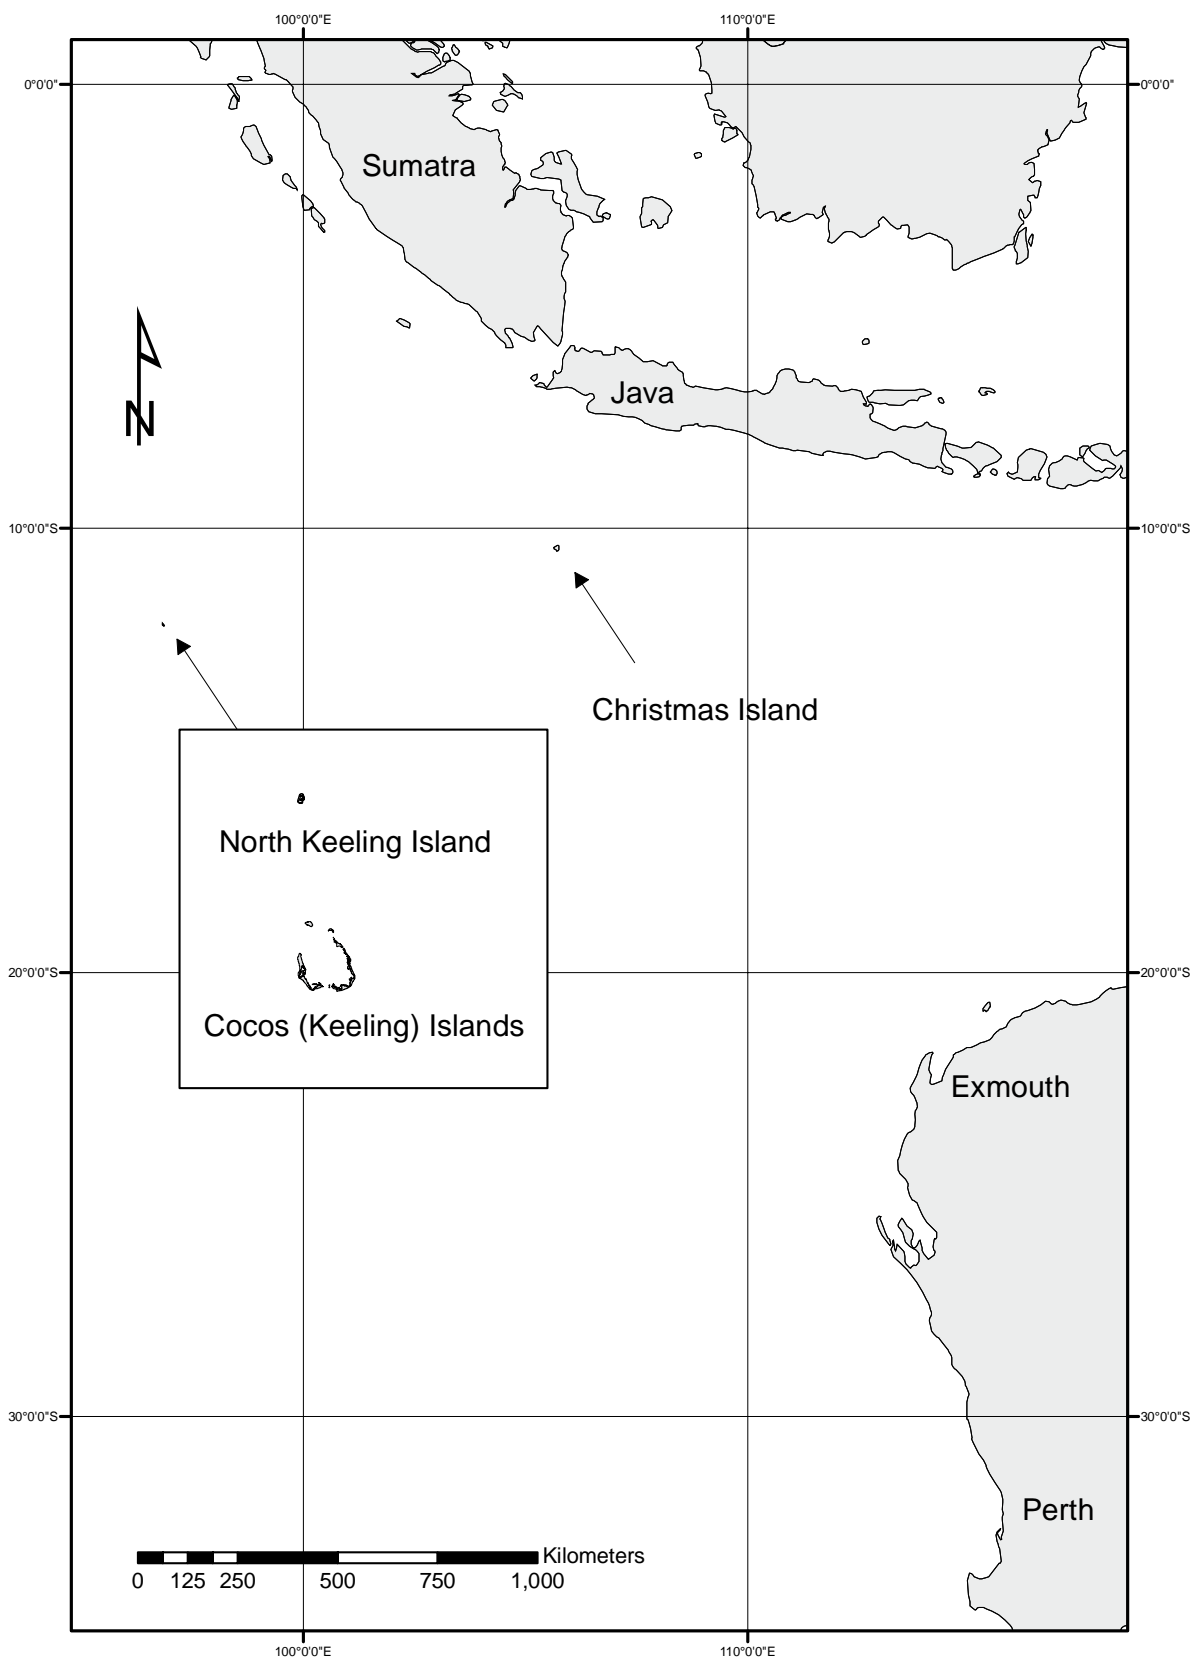 100°0'0"E
110°0'0"E
0°0'0"
0°0'0"
Sumatra
Java
N
10°0'0"S
10°0'0"S
Christmas Island
North Keeling Island
20°0'0"S
20°0'0"S
Cocos (Keeling) Islands
Exmouth
30°0'0"S
30°0'0"S
Perth
Kilometers
0 125 250 500 750 1,000
100°0'0"E
110°0'0"E